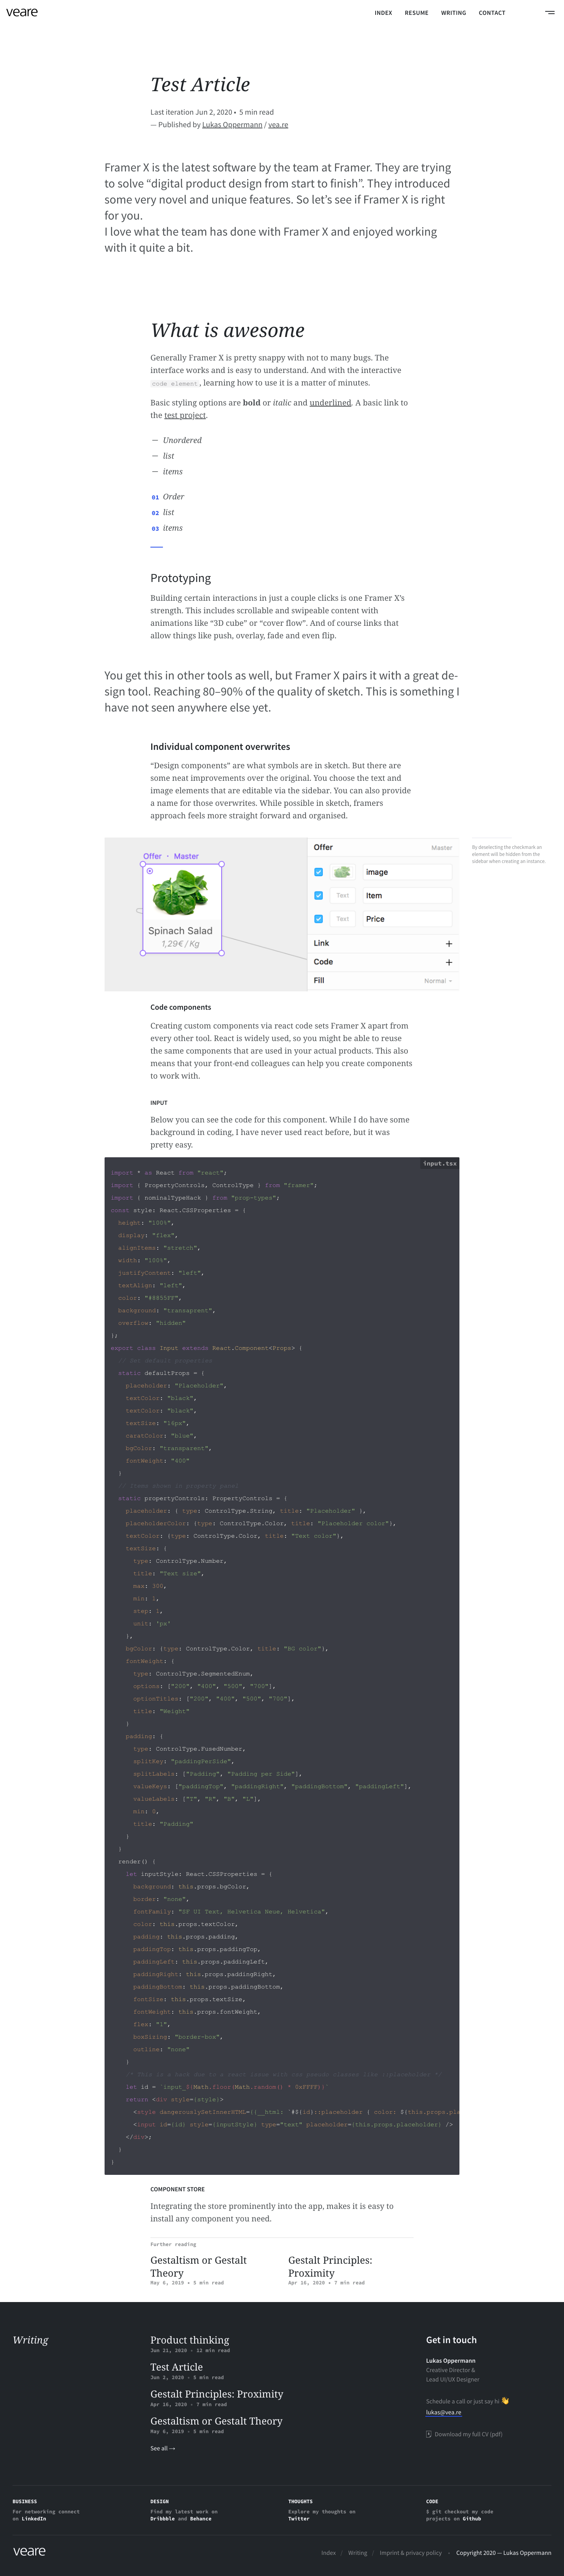 veare
INDEX RESUME WRITING CONTACT
Test Article
Last iteration Jun 2, 2020 • 5 min read
— Published by Lukas Oppermann / vea.re
Framer X is the latest software by the team at Framer. They are trying
to solve “digital product design from start to finish”. They introduced
some very novel and unique features. So let’s see if Framer X is right
for you.
I love what the team has done with Framer X and enjoyed working
with it quite a bit.
What is awesome
Generally Framer X is pretty snappy with not to many bugs. The
interface works and is easy to understand. And with the interactive
code element, learning how to use it is a matter of minutes.
Basic styling options are bold or italic and underlined. A basic link to
the test project.
— Unordered
— list
— items
01 Order
02 list
03 items
Prototyping
Building certain interactions in just a couple clicks is one Framer X’s
strength. This includes scrollable and swipeable content with
animations like “3D cube” or “cover flow”. And of course links that
allow things like push, overlay, fade and even flip.
You get this in other tools as well, but Framer X pairs it with a great de-
sign tool. Reaching 80–90% of the quality of sketch. This is something I
have not seen anywhere else yet.
Individual component overwrites
“Design components” are what symbols are in sketch. But there are
some neat improvements over the original. You choose the text and
image elements that are editable via the sidebar. You can also provide
a name for those overwrites. While possible in sketch, framers
approach feels more straight forward and organised.
Offer • Master
Spinach Salad
1,29€ / Kg
Offer Master
image
Text Item
Text Price
Link
Code
Fill Normal
By deselecting the checkmark an
element will be hidden from the
sidebar when creating an instance.
Code components
Creating custom components via react code sets Framer X apart from
every other tool. React is widely used, so you might be able to reuse
the same components that are used in your actual products. This also
means that your front-end colleagues can help you create components
to work with.
INPUT
Below you can see the code for this component. While I do have some
background in coding, I have never used react before, but it was
pretty easy.
input.tsx
import * as React from "react";
import { PropertyControls, ControlType } from "framer";
import { nominalTypeHack } from "prop-types";
const style: React.CSSProperties = {
height: "100%",
display: "flex",
alignItems: "stretch",
width: "100%",
justifyContent: "left",
textAlign: "left",
color: "#8855FF",
background: "transaprent",
overflow: "hidden"
};
export class Input extends React.Component<Props> {
// Set default properties
static defaultProps = {
placeholder: "Placeholder",
textColor: "black",
textColor: "black",
textSize: "16px",
caretColor: "blue",
bgColor: "transparent",
fontWeight: "400"
}
// Items shown in property panel
static propertyControls: PropertyControls = {
placeholder: { type: ControlType.String, title: "Placeholder" },
placeholderColor: {type: ControlType.Color, title: "Placeholder color"},
textColor: {type: ControlType.Color, title: "Text color"},
textSize: {
type: ControlType.Number,
title: "Text size",
max: 380,
min: 1,
step: 1,
unit: 'px'
},
bgColor: {type: ControlType.Color, title: "BG color"},
fontWeight: {
type: ControlType.SegmentedEnum,
options: ["200", "400", "500", "700"],
optionTitles: ["200", "400", "500", "700"],
title: "Weight"
}
padding: {
type: ControlType.FusedNumber,
splitKey: "paddingPerSide",
splitLabels: ["Padding", "Padding per Side"],
valueKeys: ["paddingTop", "paddingRight", "paddingBottom", "paddingLeft"],
valueLabels: ["T", "R", "B", "L"],
min: 0,
title: "Padding"
}
}
render() {
let inputStyle: React.CSSProperties = {
background: this.props.bgColor,
border: "none",
fontFamily: "SF UI Text, Helvetica Neue, Helvetica",
color: this.props.textColor,
padding: this.props.padding,
paddingTop: this.props.paddingTop,
paddingLeft: this.props.paddingLeft,
paddingRight: this.props.paddingRight,
paddingBottom: this.props.paddingBottom,
fontSize: this.props.textSize,
fontWeight: this.props.fontWeight,
flex: "1",
boxSizing: "border-box",
outline: "none"
}
let id = `input_${Math.floor(Math.random() * 0xFFFF)}`
return <div style={style}>
<style dangerouslySetInnerHTML={{__html: `#${id}::placeholder { color: ${this.props.pla
<input id={id} style={inputStyle} type="text" placeholder={this.props.placeholder} />
</div>;
}
}
COMPONENT STORE
Integrating the store prominently into the app, makes it is easy to
install any component you need.
Further reading
Gestaltism or Gestalt
Theory
May 6, 2019 • 5 min read
Gestalt Principles:
Proximity
Apr 16, 2020 • 7 min read
Writing
Product thinking
Jun 21, 2020 • 12 min read
Test Article
Jun 2, 2020 • 5 min read
Gestalt Principles: Proximity
Apr 16, 2020 • 7 min read
Gestaltism or Gestalt Theory
May 6, 2019 • 5 min read
See all →
Get in touch
Lukas Oppermann
Creative Director &
Lead UI/UX Designer
Schedule a call or just say hi 👋
lukas@vea.re
Download my full CV (pdf)
BUSINESS
For networking connect
on LinkedIn
DESIGN
Find my latest work on
Dribbble and Behance
THOUGHTS
Explore my thoughts on
Twitter
CODE
$ git checkout my code
projects on Github
veare
Index / Writing / Imprint & privacy policy • Copyright 2020 — Lukas Oppermann